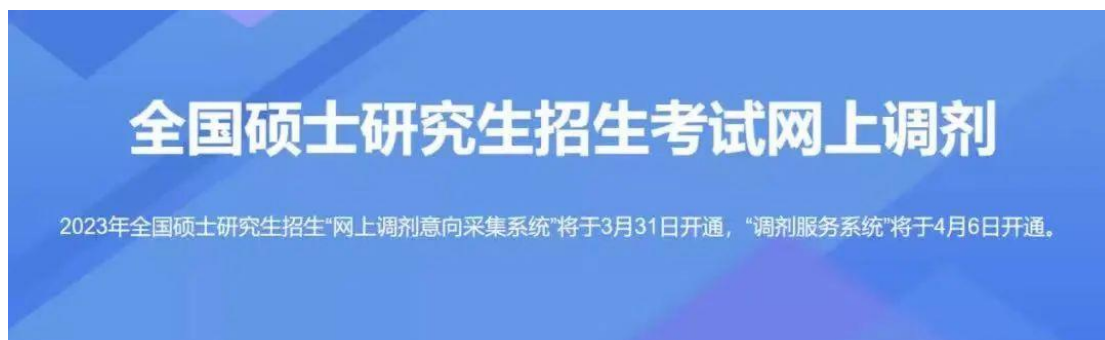 全国硕士研究生招生考试网上调剂
2023年全国硕士研究生招生“网上调剂意向采集系统”将于3月31日开通，“调剂服务系统”将于4月6日开通。